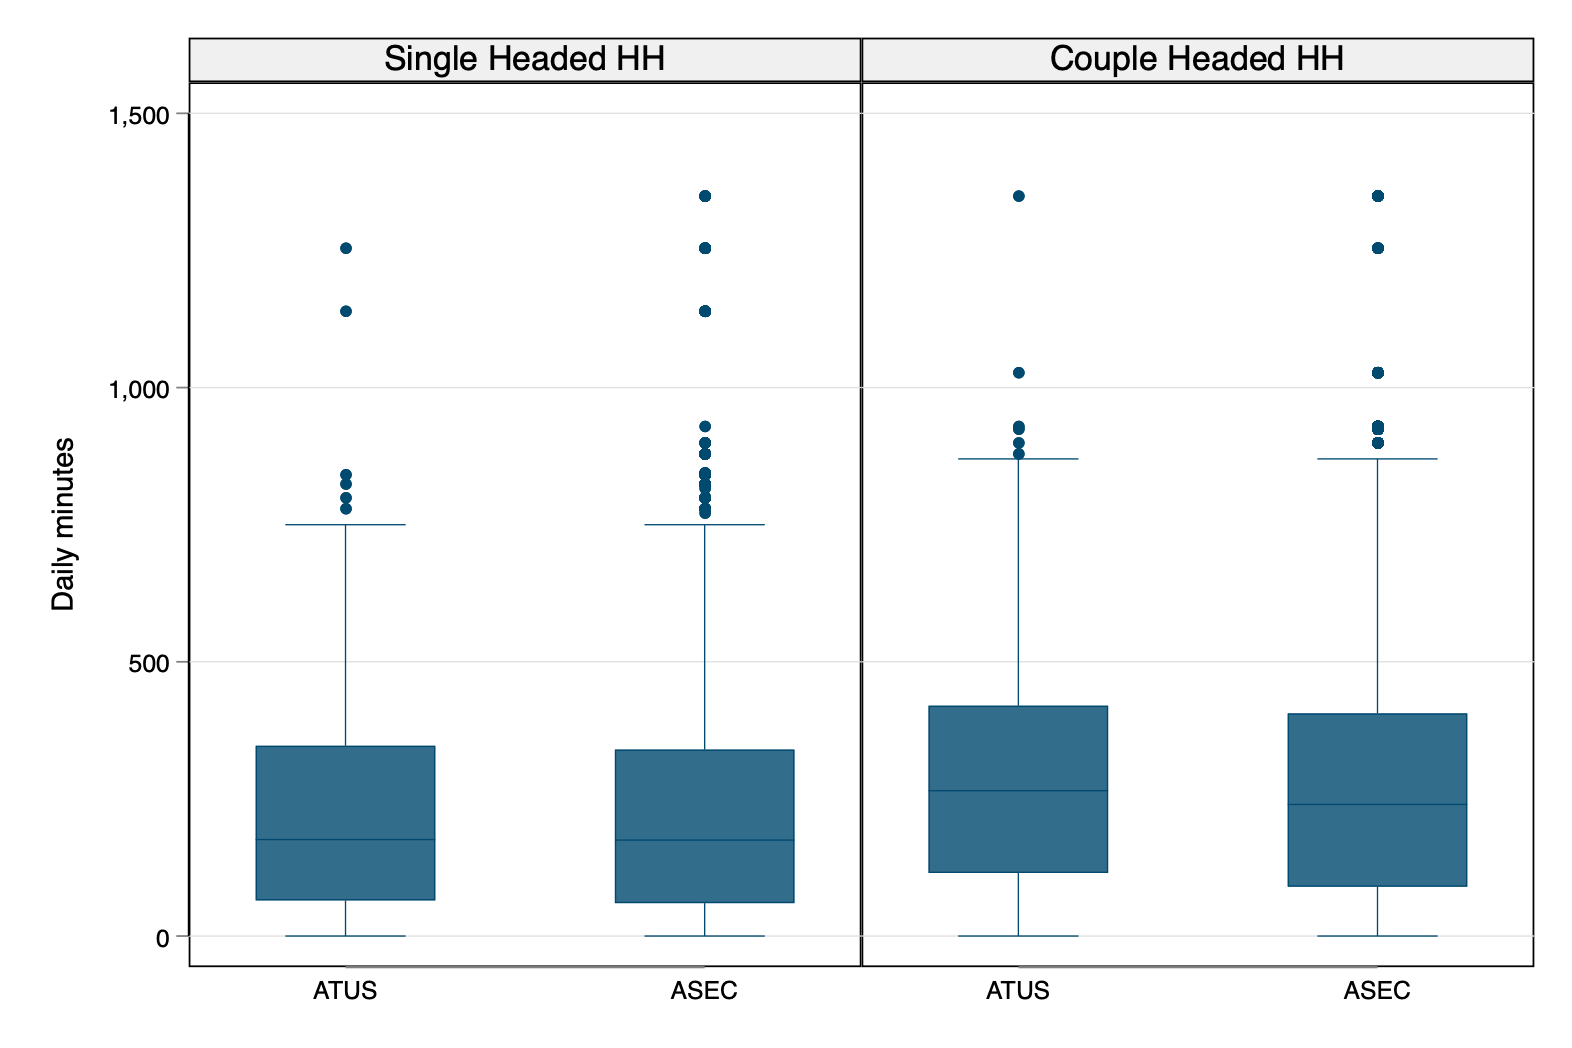 Single Headed HH
Couple Headed HH
1,500
1,000
500
0
Daily minutes
ATUS
ASEC
ATUS
ASEC